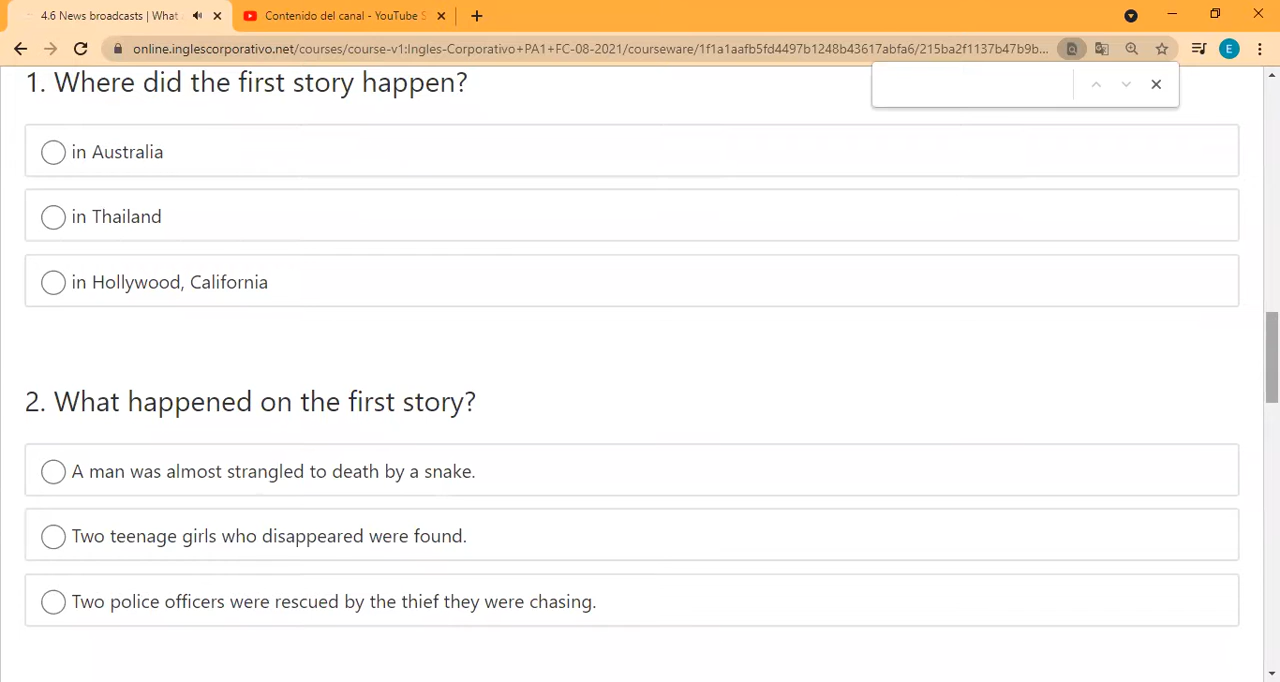 4.6 News broadcasts | What
Contenido del canal - YouTube S
online.inglescorporativo.net/courses/course-v1:Ingles-Corporativo+PA1+FC-08-2021/courseware/1f1a1aafb5fd4497b1248b43617abfa6/215ba2f1137b47b9b...
E
1. Where did the first story happen?
in Australia
in Thailand
in Hollywood, California
2. What happened on the first story?
A man was almost strangled to death by a snake.
Two teenage girls who disappeared were found.
Two police officers were rescued by the thief they were chasing.